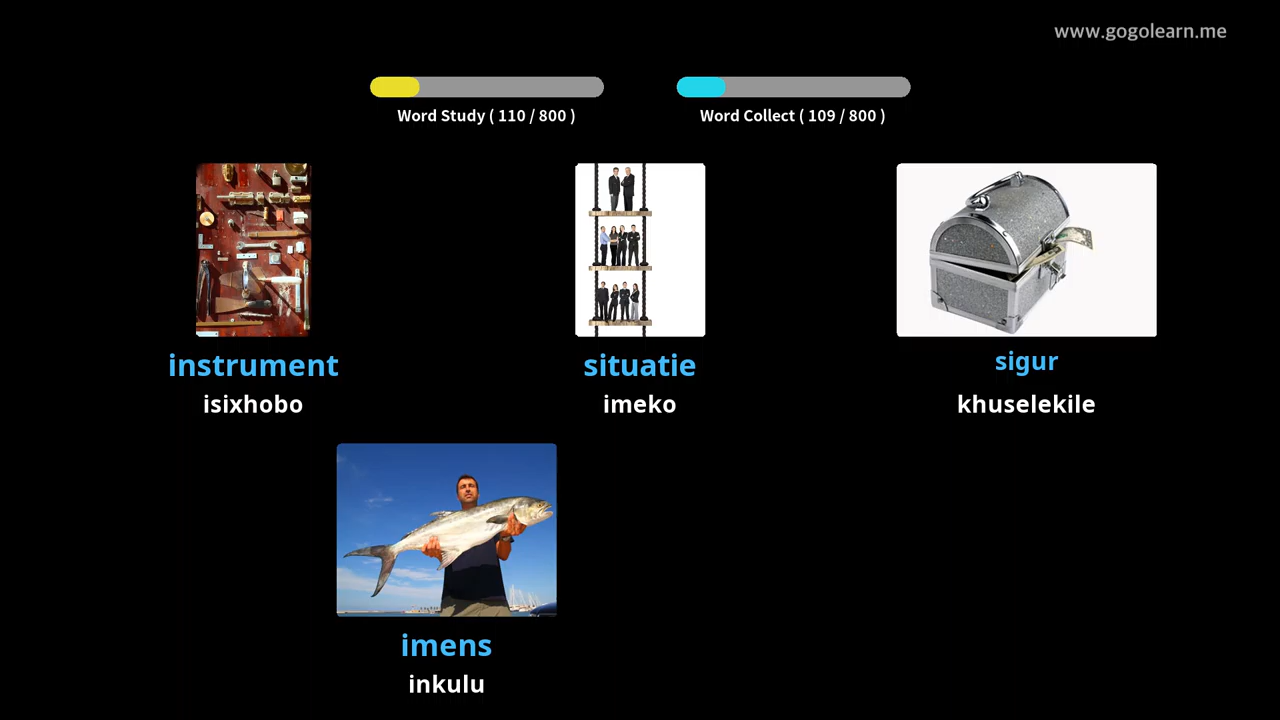 www.gogolearn.me
Word Study ( 110 / 800 )
Word Collect ( 109 / 800 )
instrument
isixhobo
situatie
imeko
sigur
khuselekile
imens
inkulu